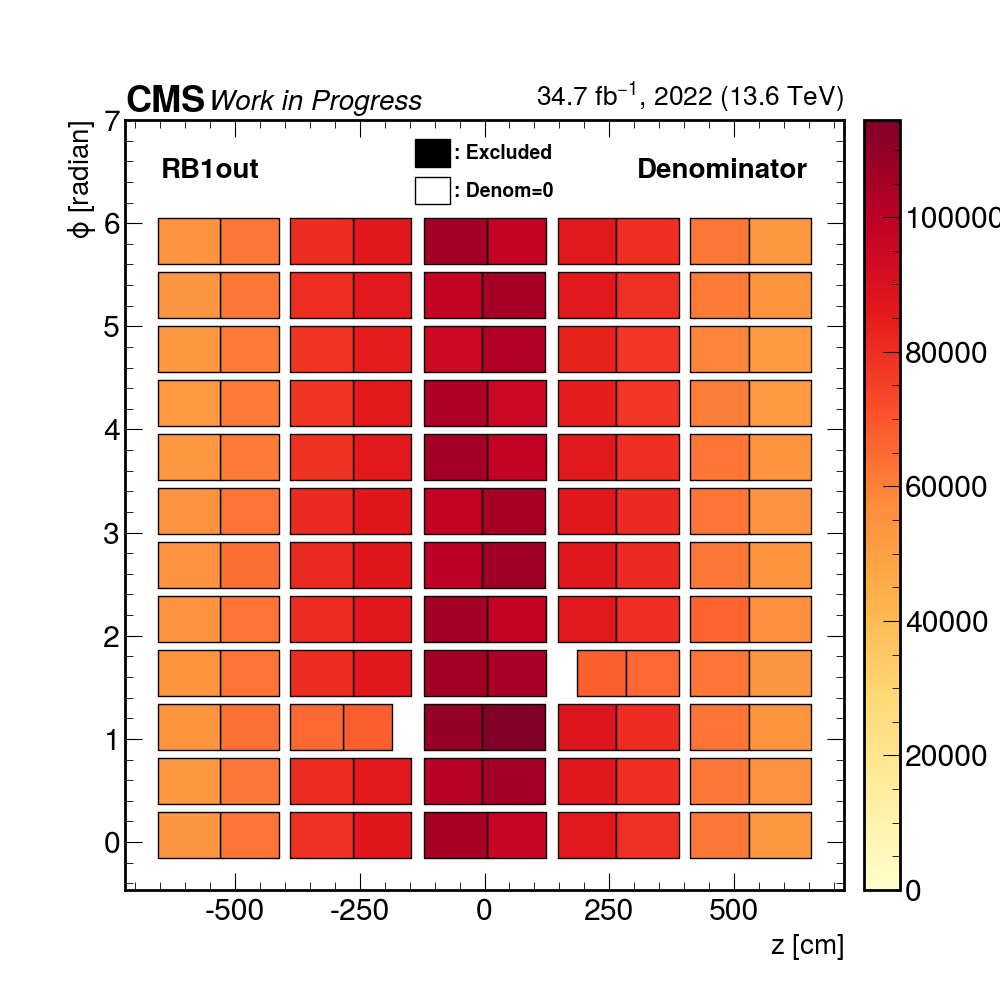 CMS Work in Progress 34.7 fb⁻¹, 2022 (13.6 TeV)
RB1out
: Excluded
: Denom=0
Denominator
ϕ [radian]
7
6
5
4
3
2
1
0
-500 -250 0 250 500
z [cm]
100000
80000
60000
40000
20000
0